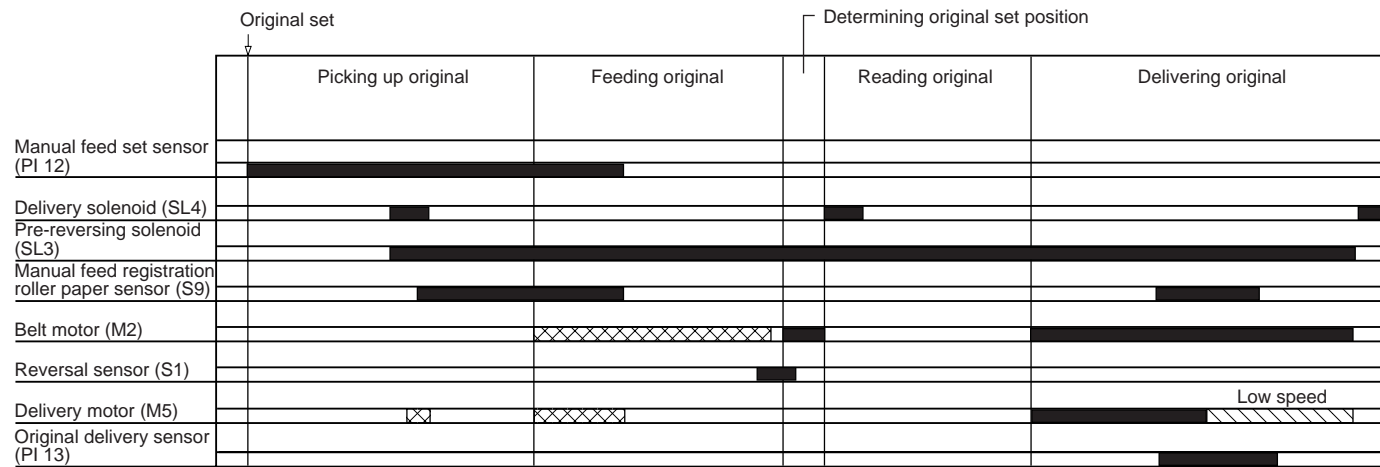 Original set
Determining original set position
Picking up original
Feeding original
Reading original
Delivering original
Manual feed set sensor
(PI 12)
Delivery solenoid (SL4)
Pre-reversing solenoid
(SL3)
Manual feed registration
roller paper sensor (S9)
Belt motor (M2)
Reversal sensor (S1)
Delivery motor (M5)
Low speed
Original delivery sensor
(PI 13)